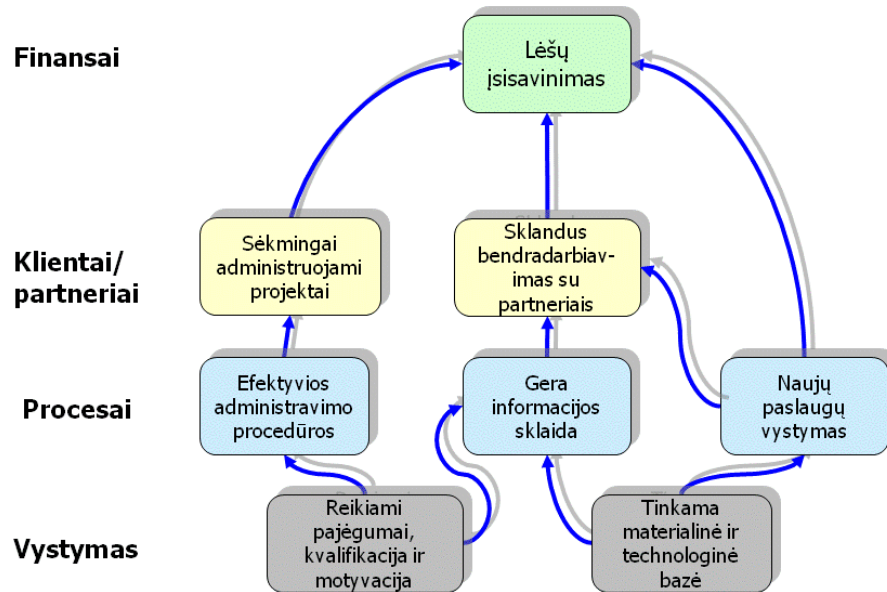 Finansai
Lėšų
įsisavinimas
Klientai/
partneriai
Sėkmingai
administruojami
projektai
Sklandus
bendradarbiav-
imas su
partneriais
Procesai
Efektyvios
administravimo
procedūros
Gera
informacijos
sklaida
Naujų
paslaugų
vystymas
Vystymas
Reikiami
pajėgumai,
kvalifikacija ir
motyvacija
Tinkama
materialinė ir
technologinė
bazė